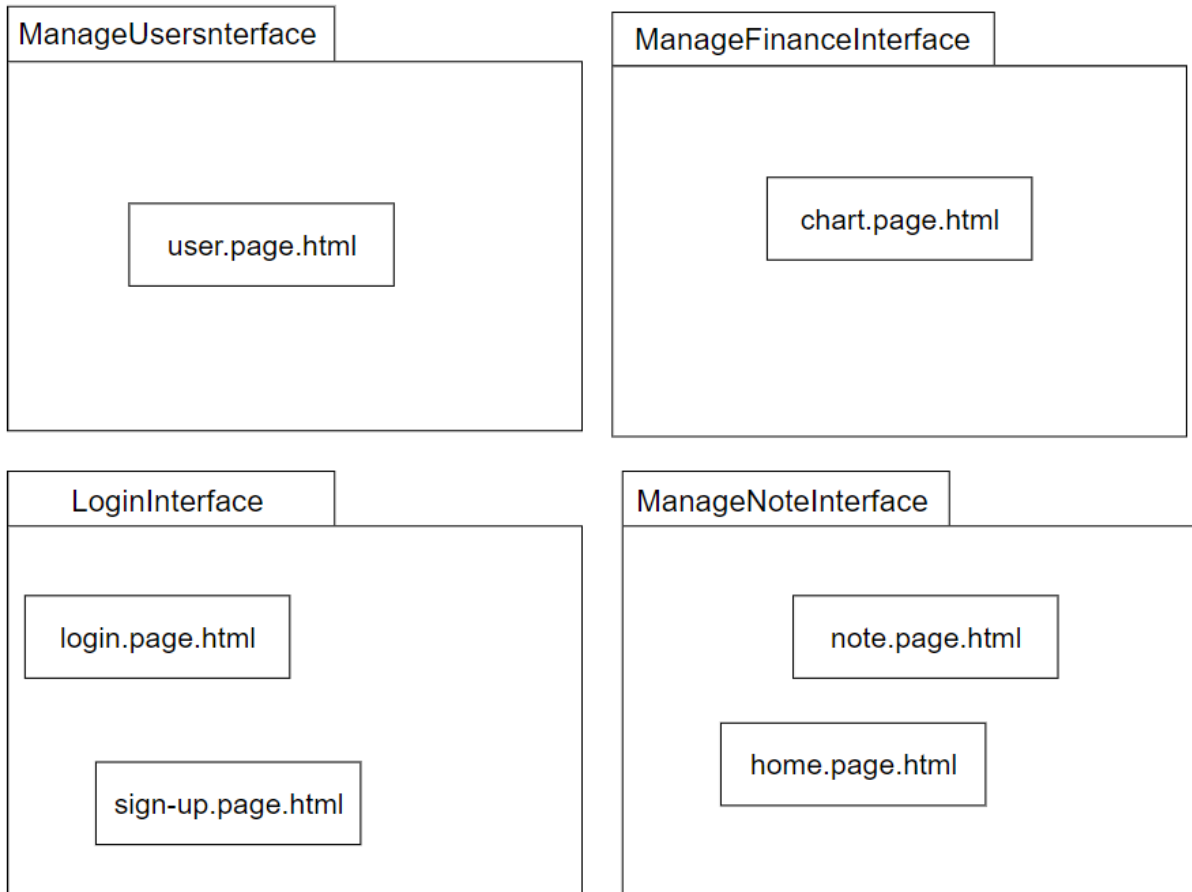 ManageUsersnterface
user.page.html
ManageFinanceInterface
chart.page.html
LoginInterface
login.page.html
sign-up.page.html
ManageNoteInterface
note.page.html
home.page.html